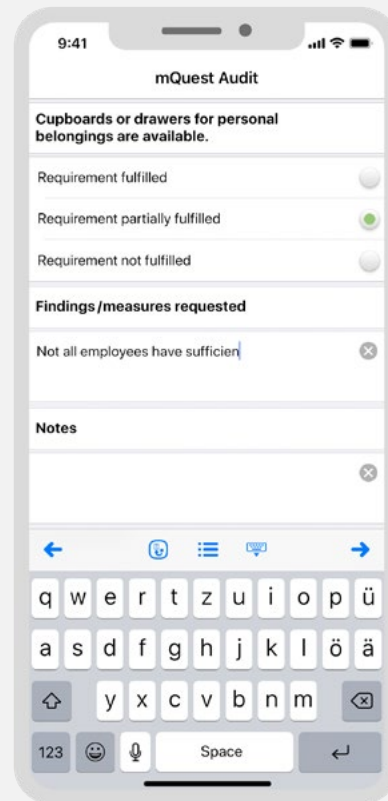 9:41
mQuest Audit
Cupboards or drawers for personal
belongings are available.
Requirement fulfilled
Requirement partially fulfilled
Requirement not fulfilled
Findings/measures requested
Not all employees have sufficien
Notes
q w e r t z u i o p ü
a s d f g h j k l ö ä
y x c v b n m
123 Space